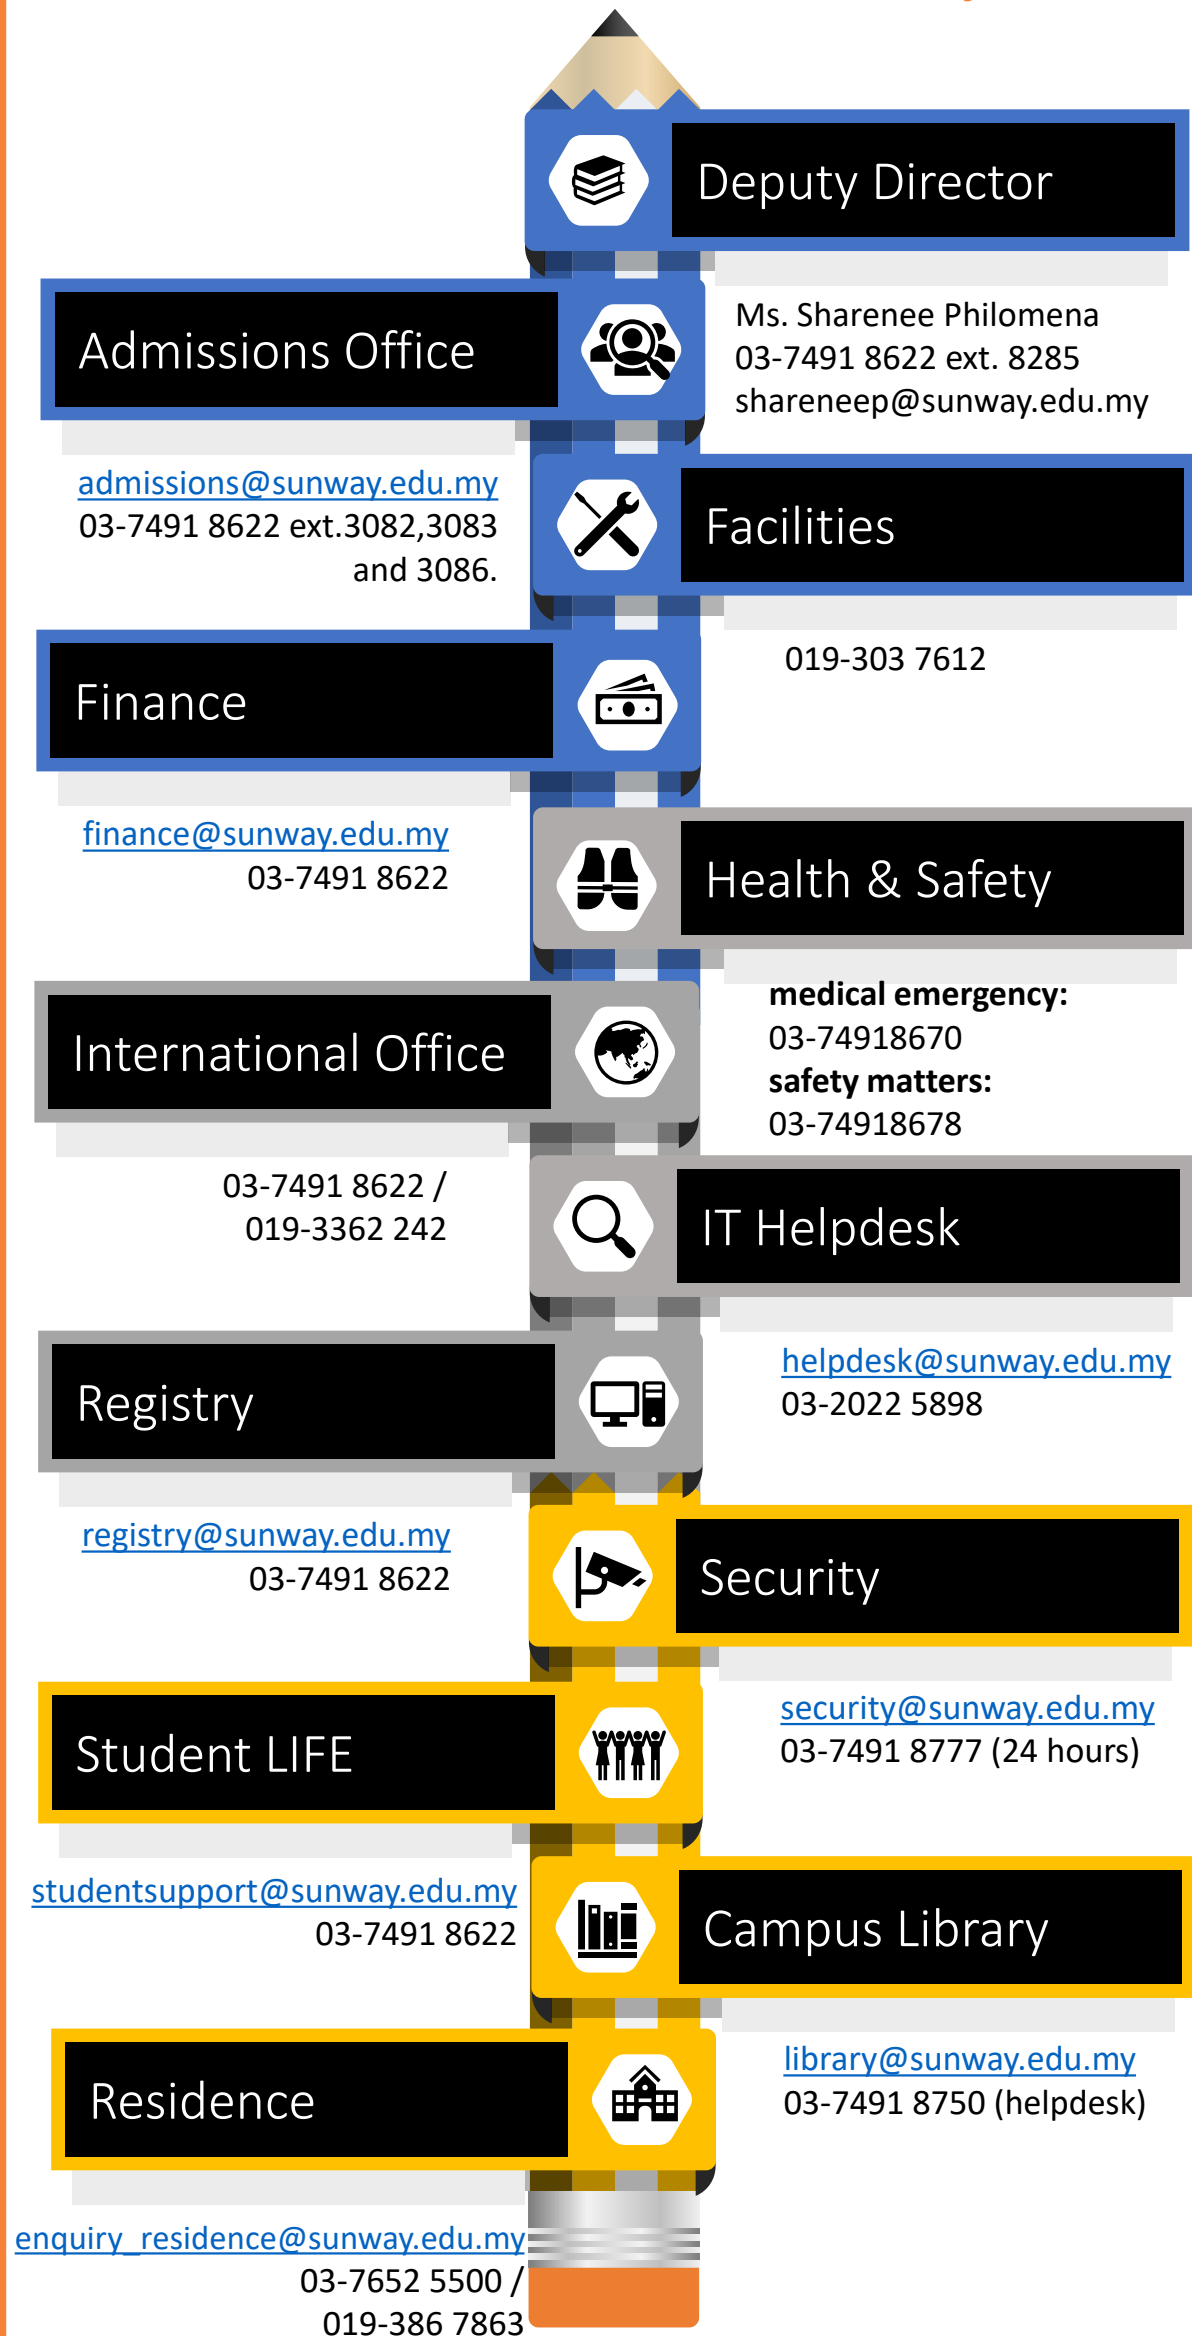 Deputy Director
Ms. Sharenee Philomena
03-7491 8622 ext. 8285
shareneep@sunway.edu.my
Admissions Office
admissions@sunway.edu.my
03-7491 8622 ext.3082,3083
and 3086.
Facilities
019-303 7612
Finance
finance@sunway.edu.my
03-7491 8622
Health & Safety
medical emergency:
03-74918670
safety matters:
03-74918678
International Office
03-7491 8622 /
019-3362 242
IT Helpdesk
helpdesk@sunway.edu.my
03-2022 5898
Registry
registry@sunway.edu.my
03-7491 8622
Security
security@sunway.edu.my
03-7491 8777 (24 hours)
Student LIFE
studentsupport@sunway.edu.my
03-7491 8622
Campus Library
library@sunway.edu.my
03-7491 8750 (helpdesk)
Residence
enquiry_residence@sunway.edu.my
03-7652 5500 /
019-386 7863